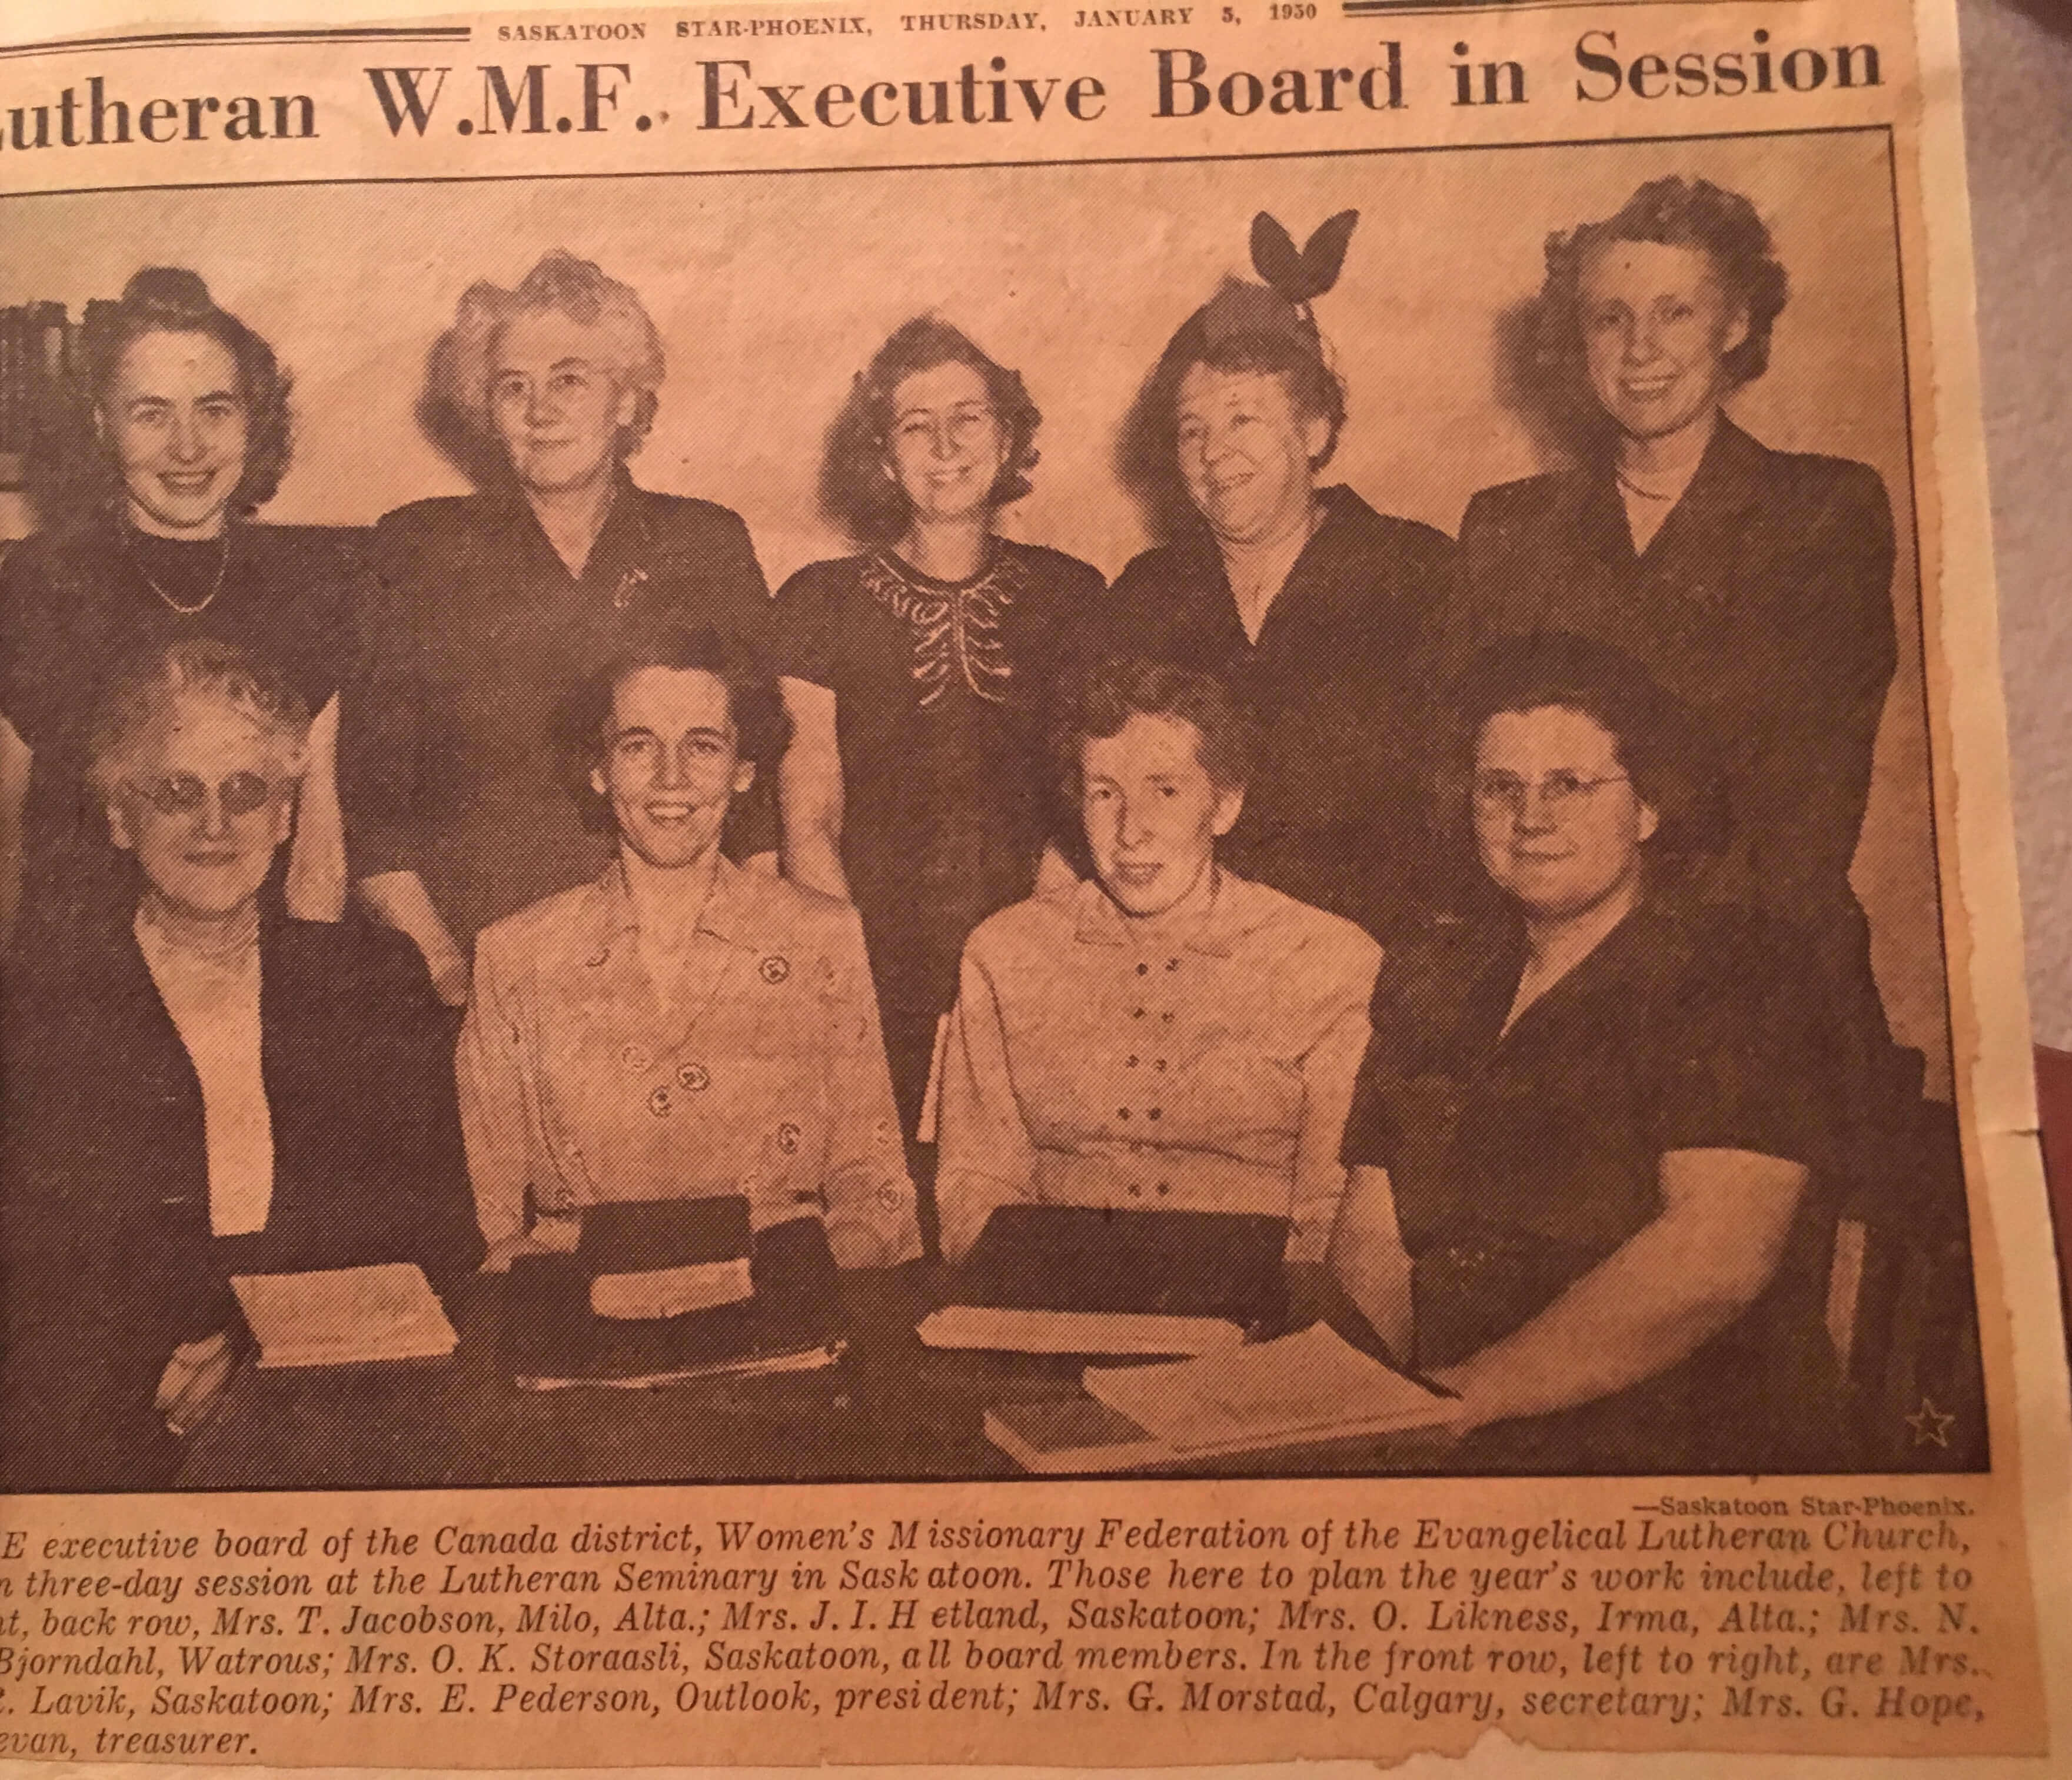 SASKATOON STAR-PHOENIX, THURSDAY, JANUARY 5, 1950
utheran W.M.F. Executive Board in Session
—Saskatoon Star-Phoenix.
E executive board of the Canada district, Women's Missionary Federation of the Evangelical Lutheran Church,
n three-day session at the Lutheran Seminary in Saskatoon. Those here to plan the year's work include, left to
t, back row, Mrs. T. Jacobson, Milo, Alta.; Mrs. J. I. Hetland, Saskatoon; Mrs. O. Likness, Irma, Alta.; Mrs. N.
Bjorndahl, Watrous; Mrs. O. K. Storaasli, Saskatoon, all board members. In the front row, left to right, are Mrs.
. Lavik, Saskatoon; Mrs. E. Pederson, Outlook, president; Mrs. G. Morstad, Calgary, secretary; Mrs. G. Hope,
evan, treasurer.